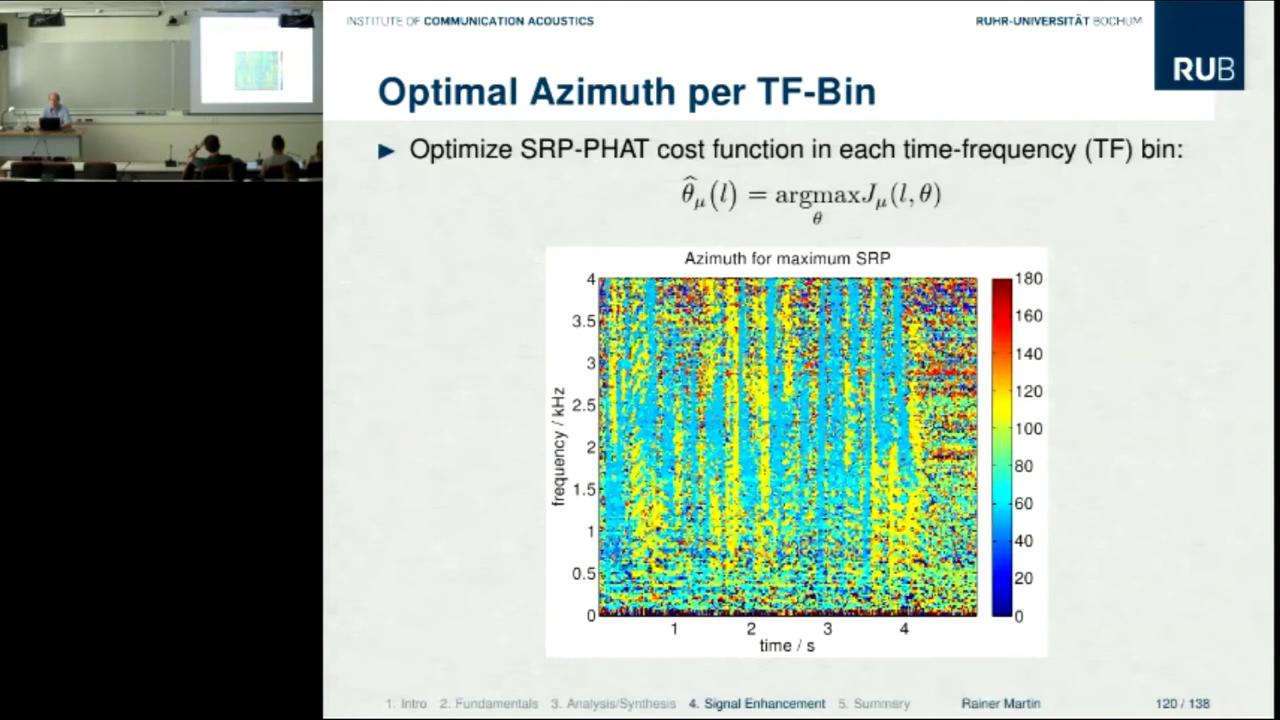 INSTITUTE OF COMMUNICATION ACOUSTICS
RUHR-UNIVERSITÄT BOCHUM
RUB
Optimal Azimuth per TF-Bin
► Optimize SRP-PHAT cost function in each time-frequency (TF) bin:
θ̂_μ(l) = argmax J_μ(l, θ)
θ
Azimuth for maximum SRP
4
3.5
3
2.5
2
1.5
1
0.5
0
frequency / kHz
1 2 3 4
time / s
180
160
140
120
100
80
60
40
20
0
1. Intro 2. Fundamentals 3. Analysis/Synthesis 4. Signal Enhancement 5. Summary Rainer Martin 120 / 138